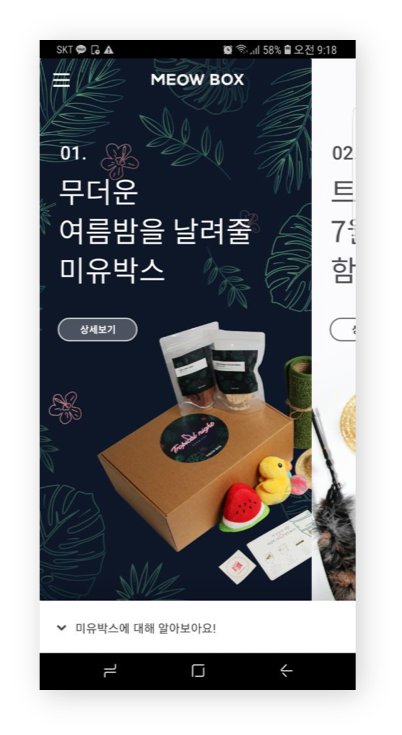 SKT
58%
오전 9:18
MEOW BOX
01.
무더운
여름밤을 날려줄
미유박스
상세보기
02
트
7월
함
Tropical night
미유박스에 대해 알아보아요!